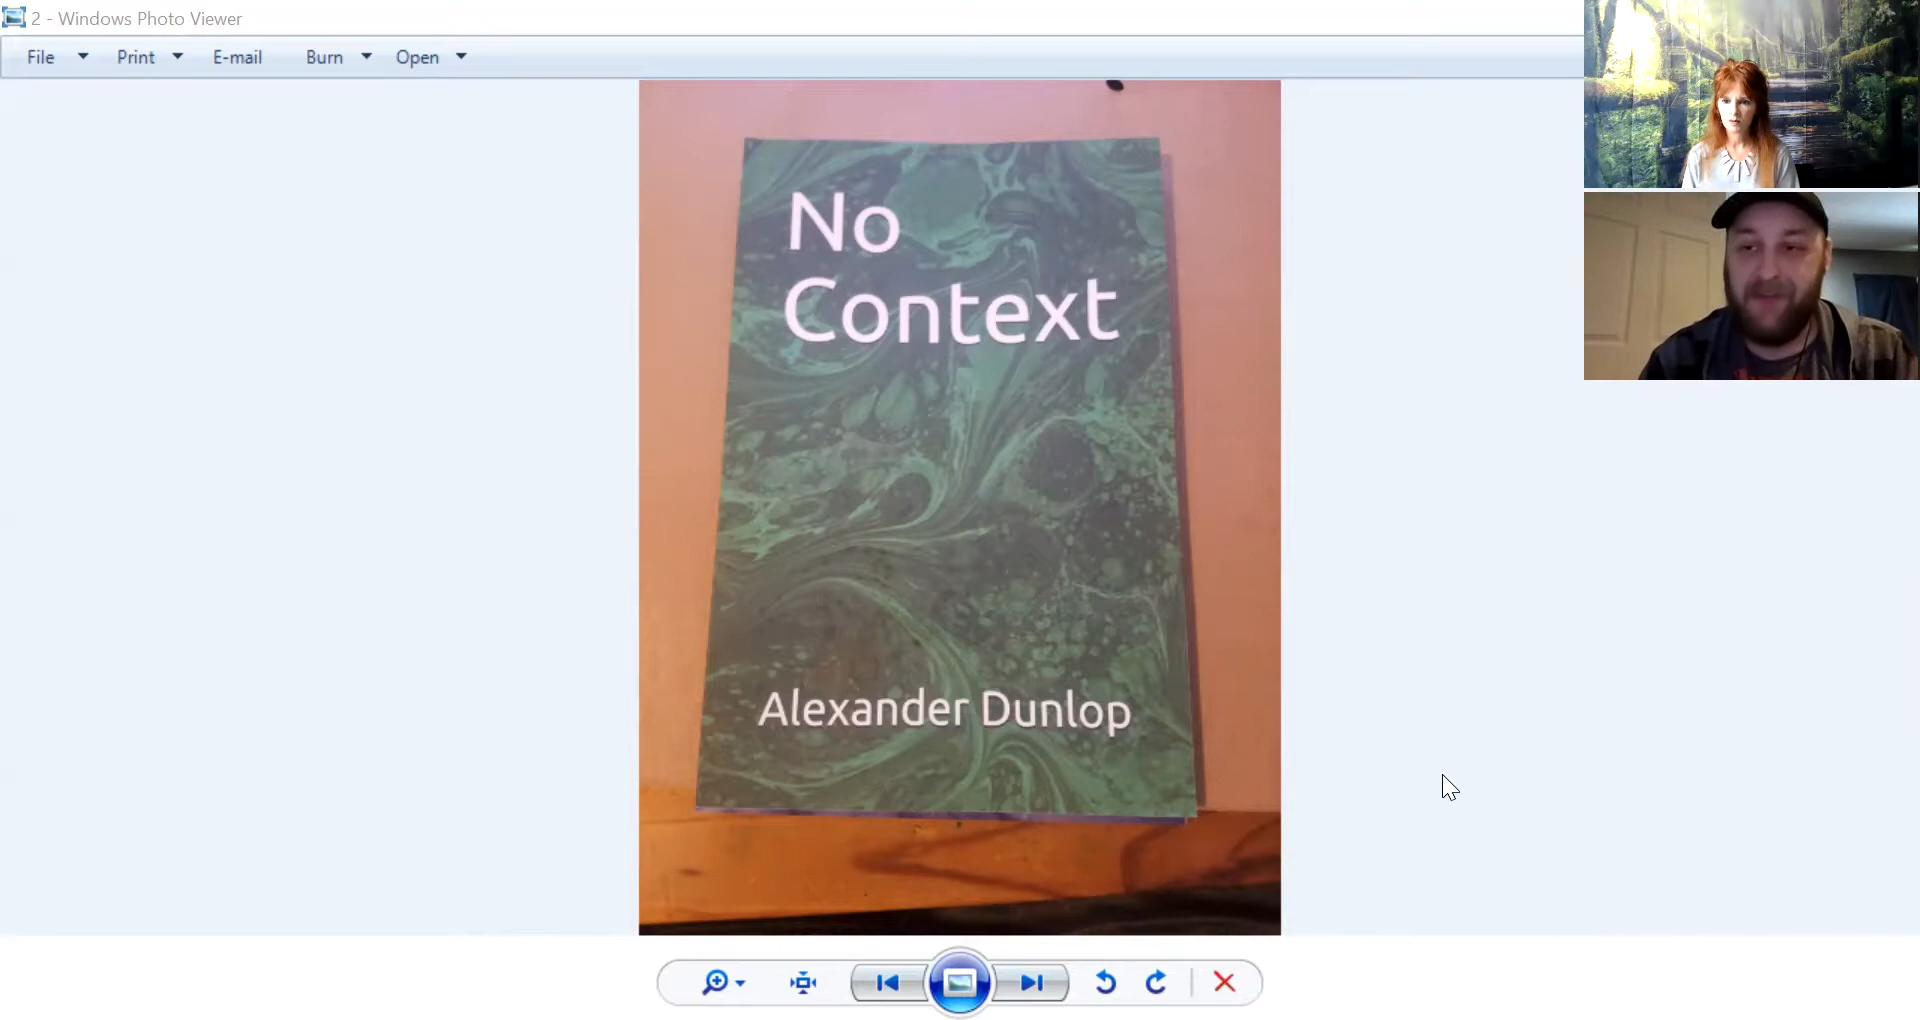 2 - Windows Photo Viewer
File Print E-mail Burn Open
No
Context
Alexander Dunlop